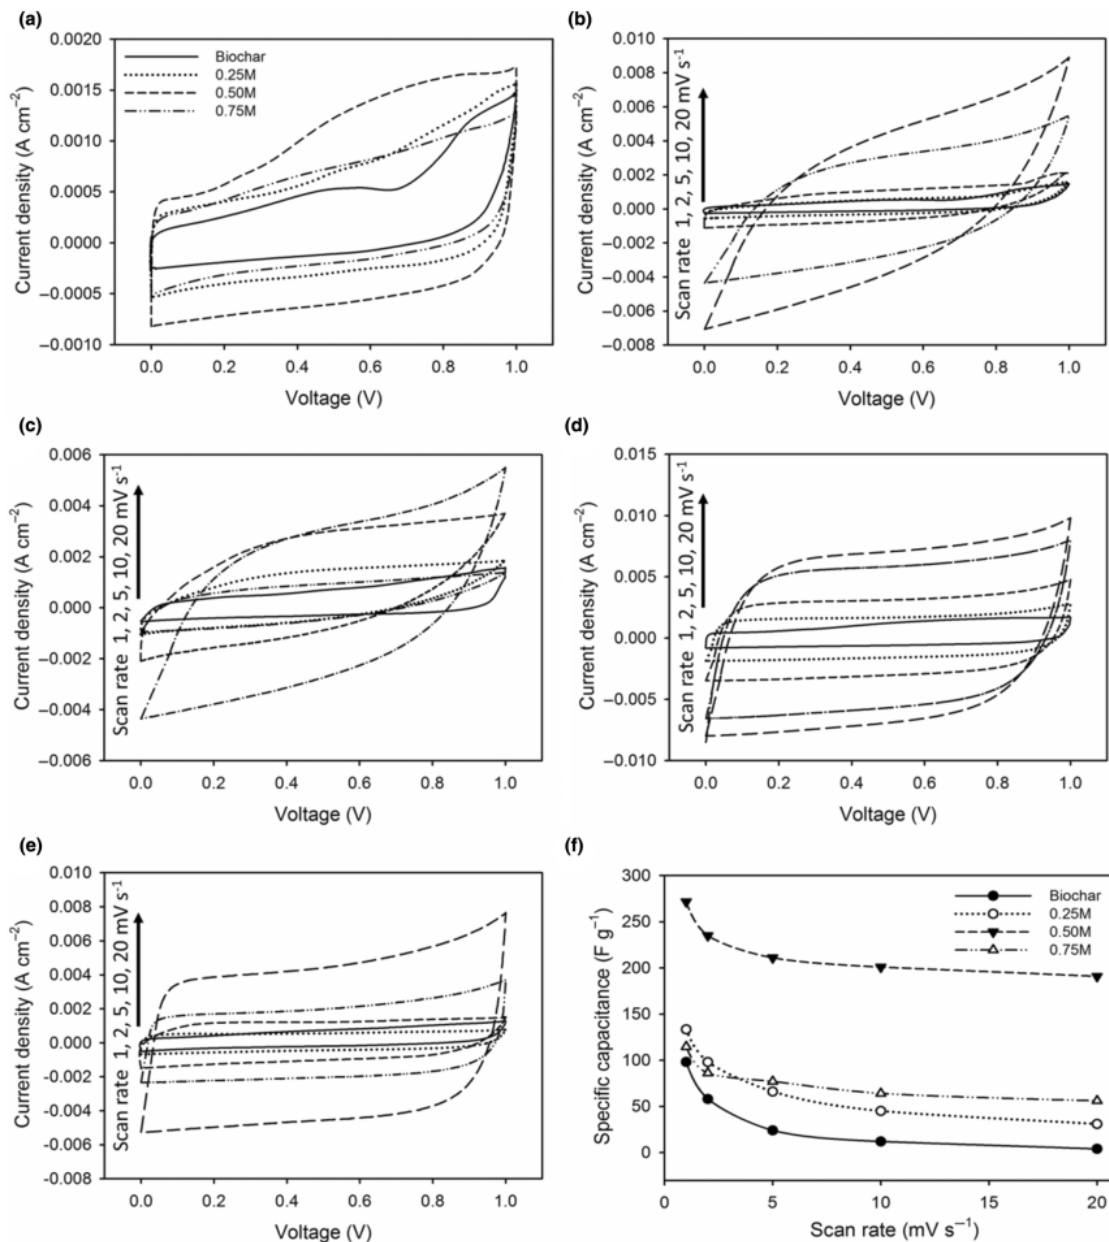 (a)
0.0020
0.0015
0.0010
0.0005
0.0000
–0.0005
–0.0010
Current density (A cm−2)
Biochar
0.25M
0.50M
0.75M
0.0 0.2 0.4 0.6 0.8 1.0
Voltage (V)
(b)
0.010
0.008
0.006
0.004
0.002
0.000
–0.002
–0.004
–0.006
–0.008
Current density (A cm−2)
Scan rate 1, 2, 5, 10, 20 mV s-1
0.0 0.2 0.4 0.6 0.8 1.0
Voltage (V)
(c)
0.006
0.004
0.002
0.000
–0.002
–0.004
–0.006
Current density (A cm−2)
Scan rate 1, 2, 5, 10, 20 mV s-1
0.0 0.2 0.4 0.6 0.8 1.0
Voltage (V)
(d)
0.015
0.010
0.005
0.000
–0.005
–0.010
Current density (A cm−2)
Scan rate 1, 2, 5, 10, 20 mV s-1
0.0 0.2 0.4 0.6 0.8 1.0
Voltage (V)
(e)
0.010
0.008
0.006
0.004
0.002
0.000
-0.002
-0.004
-0.006
-0.008
Current density (A cm−2)
Scan rate 1, 2, 5, 10, 20 mV s-1
0.0 0.2 0.4 0.6 0.8 1.0
Voltage (V)
(f)
300
250
200
150
100
50
0
Specific capacitance (F g−1)
Biochar
0.25M
0.50M
0.75M
0 5 10 15 20
Scan rate (mV s−1)